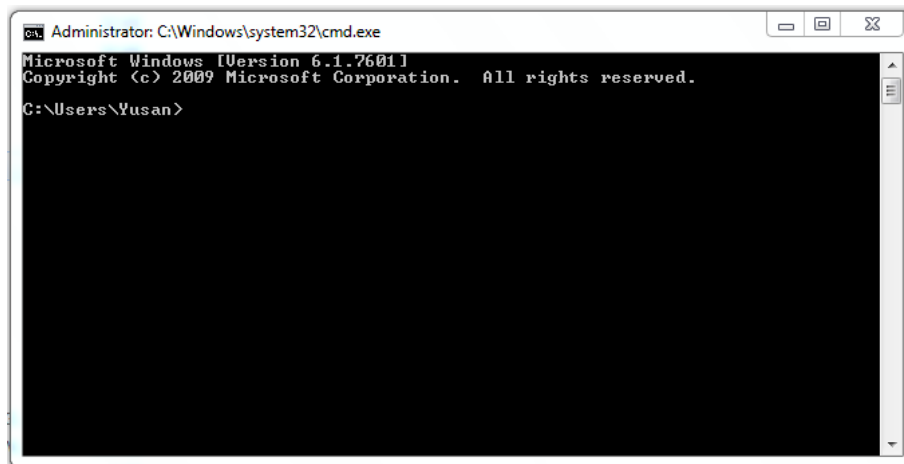 Administrator: C:\Windows\system32\cmd.exe
Microsoft Windows [Version 6.1.7601]
Copyright (c) 2009 Microsoft Corporation.  All rights reserved.
C:\Users\Yusan>